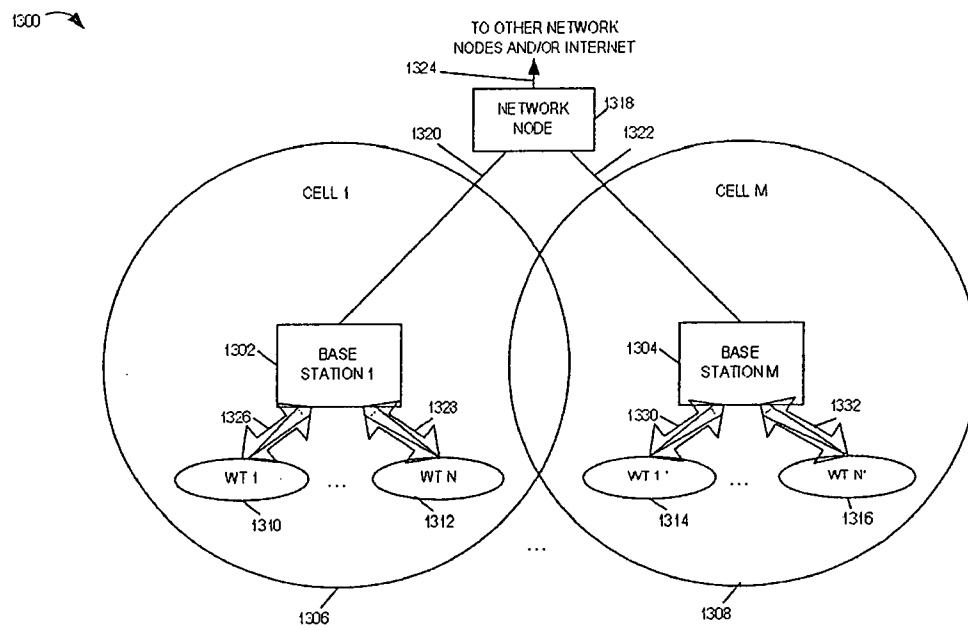 1300
TO OTHER NETWORK
NODES AND/OR INTERNET
1324
NETWORK
NODE
1318
1320
1322
CELL 1
CELL M
1302
BASE
STATION 1
1304
BASE
STATION M
1326
1328
1330
1332
WT 1
...
WT N
WT 1'
...
WT N'
1310
1312
1314
1316
...
1306
1308